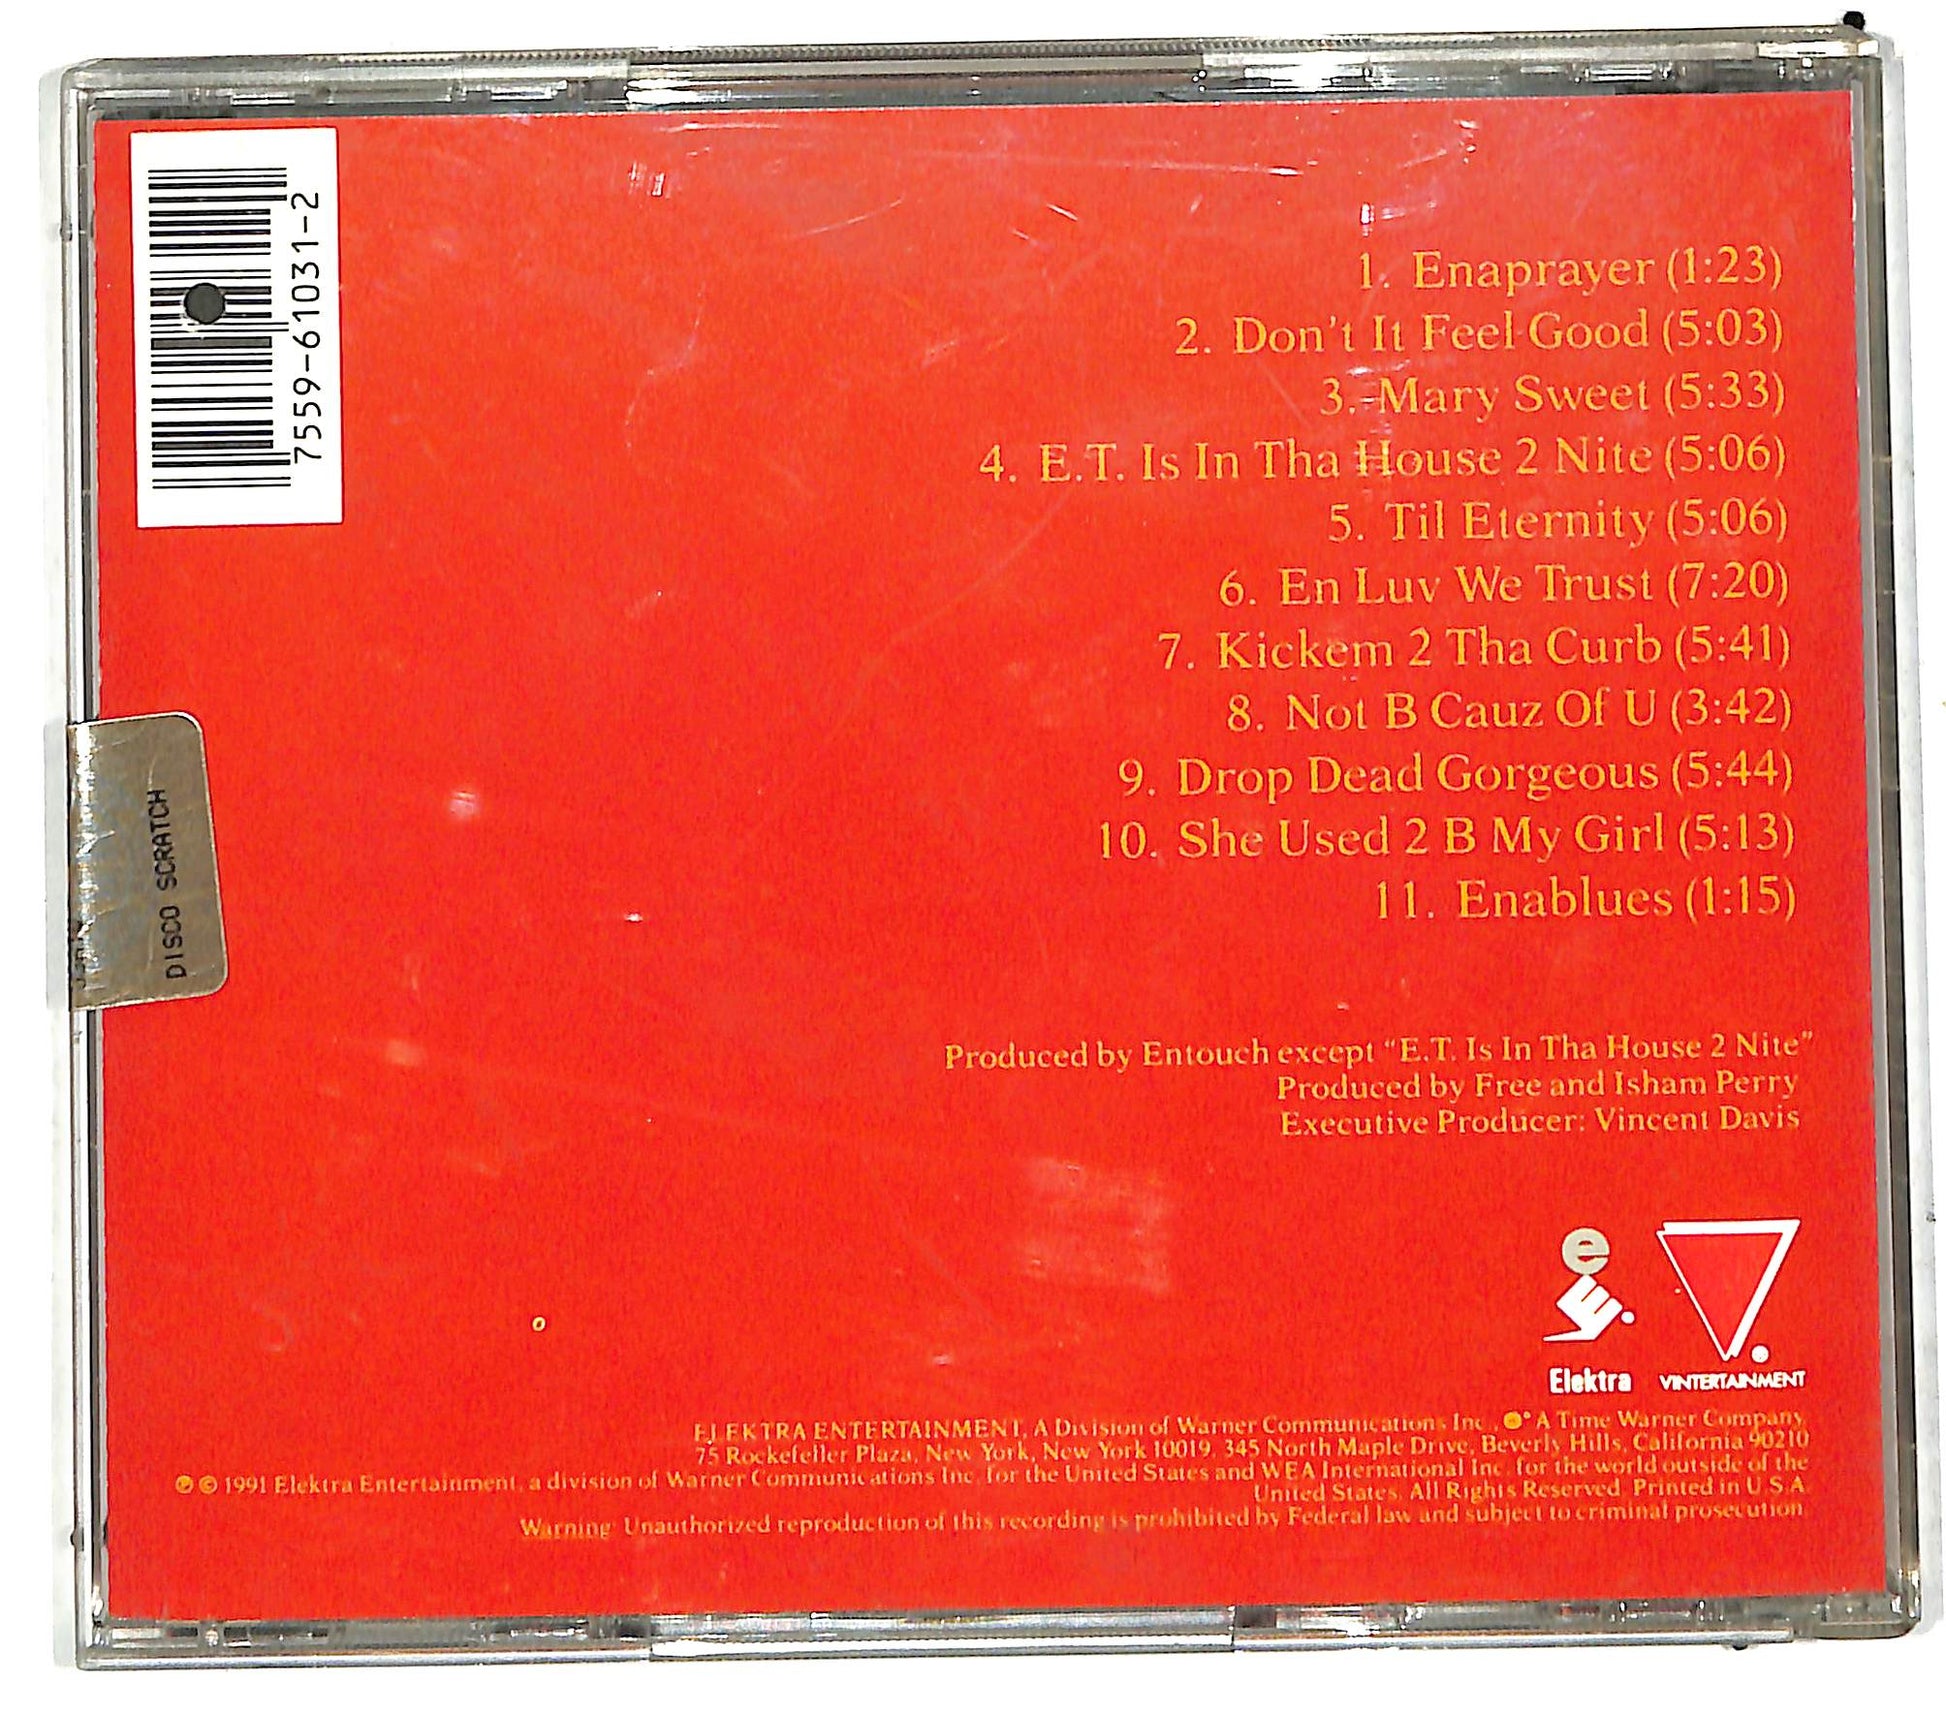 7559-61031-2
1. Enaprayer (1:23)
2. Don't It Feel Good (5:03)
3. Mary Sweet (5:33)
4. E.T. Is In Tha House 2 Nite (5:06)
5. Til Eternity (5:06)
6. En Luv We Trust (7:20)
7. Kickem 2 Tha Curb (5:41)
8. Not B Cauz Of U (3:42)
9. Drop Dead Gorgeous (5:44)
10. She Used 2 B My Girl (5:13)
11. Enablues (1:15)
DISCO SCRATCH
Produced by Entouch except "E.T. Is In Tha House 2 Nite"
Produced by Free and Isham Perry
Executive Producer: Vincent Davis
e
Elektra
VINTERTAINMENT
ELEKTRA ENTERTAINMENT, A Division of Warner Communications Inc., A Time Warner Company.
75 Rockefeller Plaza, New York, New York 10019. 345 North Maple Drive, Beverly Hills, California 90210
℗ © 1991 Elektra Entertainment, a division of Warner Communications Inc. for the United States and WEA International Inc. for the world outside of the
United States. All Rights Reserved. Printed in U.S.A.
Warning: Unauthorized reproduction of this recording is prohibited by Federal law and subject to criminal prosecution.